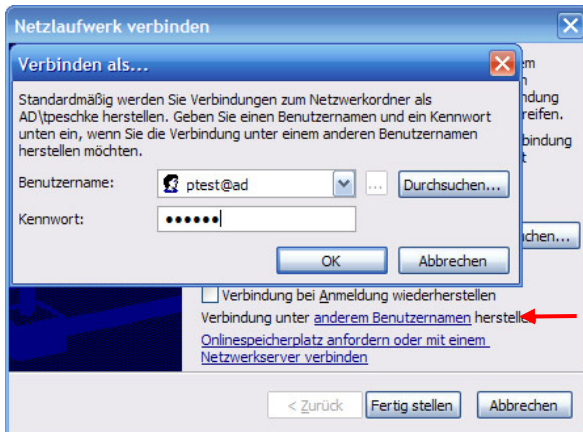 Netzlaufwerk verbinden
Verbinden als...
Standardmäßig werden Sie Verbindungen zum Netzwerkordner als
AD\tpeschke herstellen. Geben Sie einen Benutzernamen und ein Kennwort
unten ein, wenn Sie die Verbindung unter einem anderen Benutzernamen
herstellen möchten.
Benutzername: ptest@ad ... Durchsuchen...
Kennwort: ••••••
OK Abbrechen
Verbindung bei Anmeldung wiederherstellen
Verbindung unter anderem Benutzernamen herstellen
Onlinespeicherplatz anfordern oder mit einem
Netzwerkserver verbinden
< Zurück Fertig stellen Abbrechen